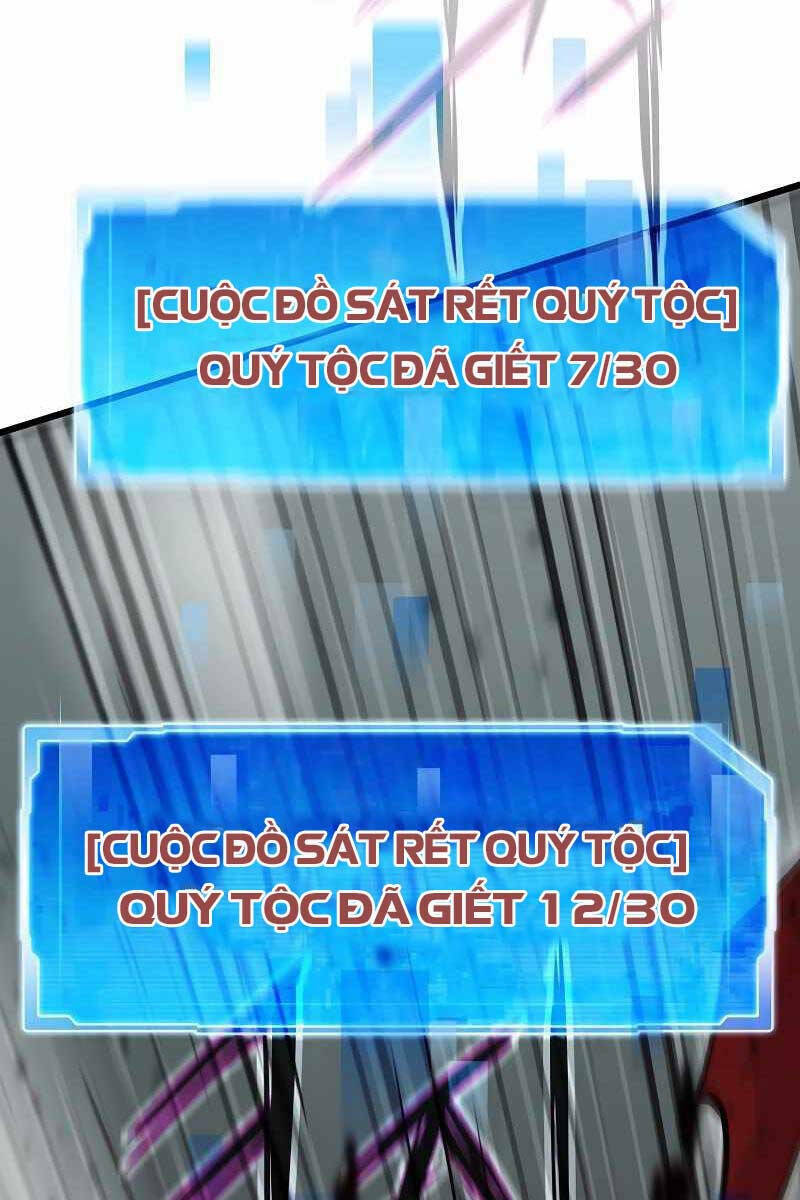 [CUỘC ĐỒ SÁT RẾT QUÝ TỘC]
QUÝ TỘC ĐÃ GIẾT 7/30
[CUỘC ĐỒ SÁT RẾT QUÝ TỘC]
QUÝ TỘC ĐÃ GIẾT 12/30